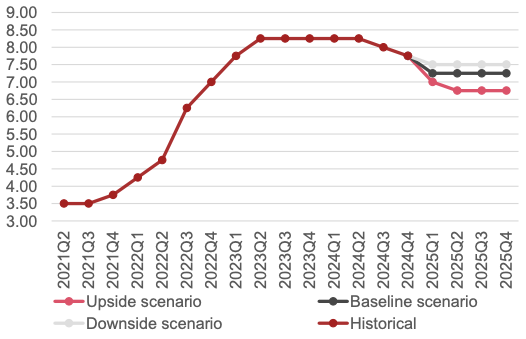 9.00
8.50
8.00
7.50
7.00
6.50
6.00
5.50
5.00
4.50
4.00
3.50
3.00
2021Q2
2021Q3
2021Q4
2022Q1
2022Q2
2022Q3
2022Q4
2023Q1
2023Q2
2023Q3
2023Q4
2024Q1
2024Q2
2024Q3
2024Q4
2025Q1
2025Q2
2025Q3
2025Q4
Upside scenario
Baseline scenario
Downside scenario
Historical